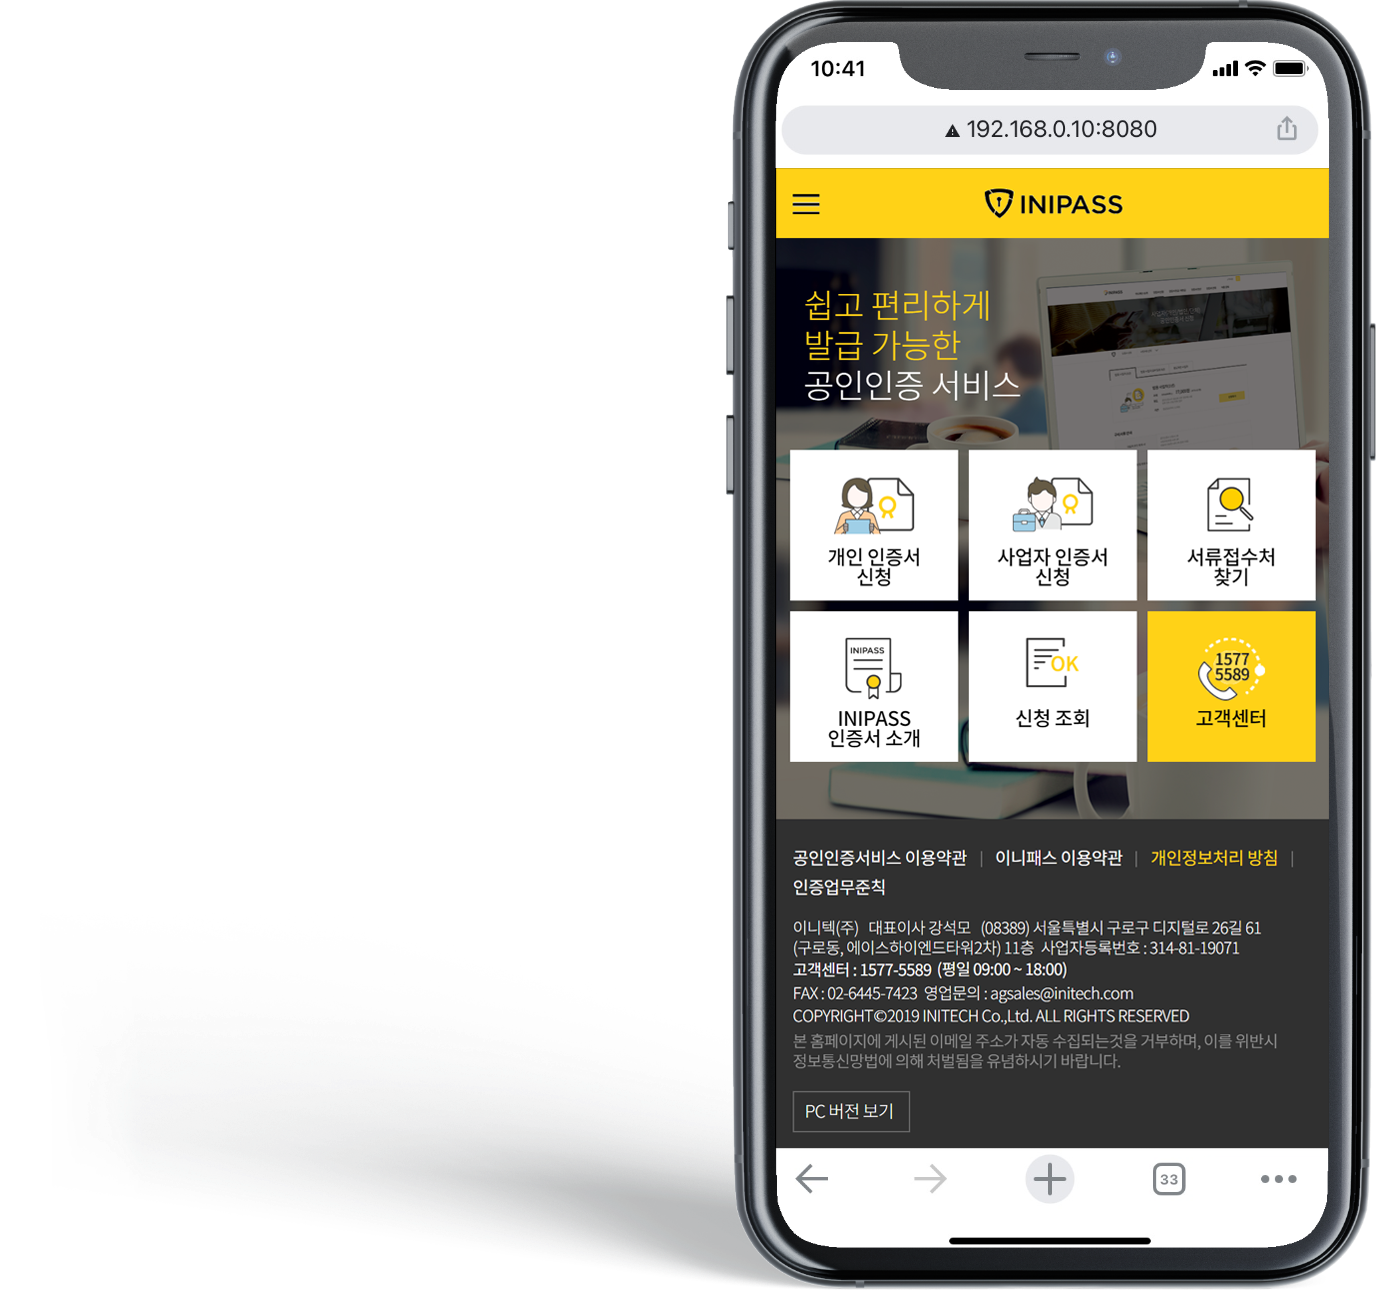 10:41
192.168.0.10:8080
INIPASS
쉽고 편리하게
발급 가능한
공인인증 서비스
개인 인증서
신청
사업자 인증서
신청
서류접수처
찾기
INIPASS
INIPASS
인증서 소개
OK
신청 조회
1577
5589
고객센터
공인인증서비스 이용약관 | 이니패스 이용약관 | 개인정보처리 방침 |
인증업무준칙
이니텍(주) 대표이사 강석모 (08389) 서울특별시 구로구 디지털로 26길 61
(구로동, 에이스하이엔드타워2차) 11층 사업자등록번호 : 314-81-19071
고객센터 : 1577-5589 (평일 09:00 ~ 18:00)
FAX : 02-6445-7423 영업문의 : agsales@initech.com
COPYRIGHT©2019 INITECH Co.,Ltd. ALL RIGHTS RESERVED
본 홈페이지에 게시된 이메일 주소가 자동 수집되는것을 거부하며, 이를 위반시
정보통신망법에 의해 처벌됨을 유념하시기 바랍니다.
PC 버전 보기
33